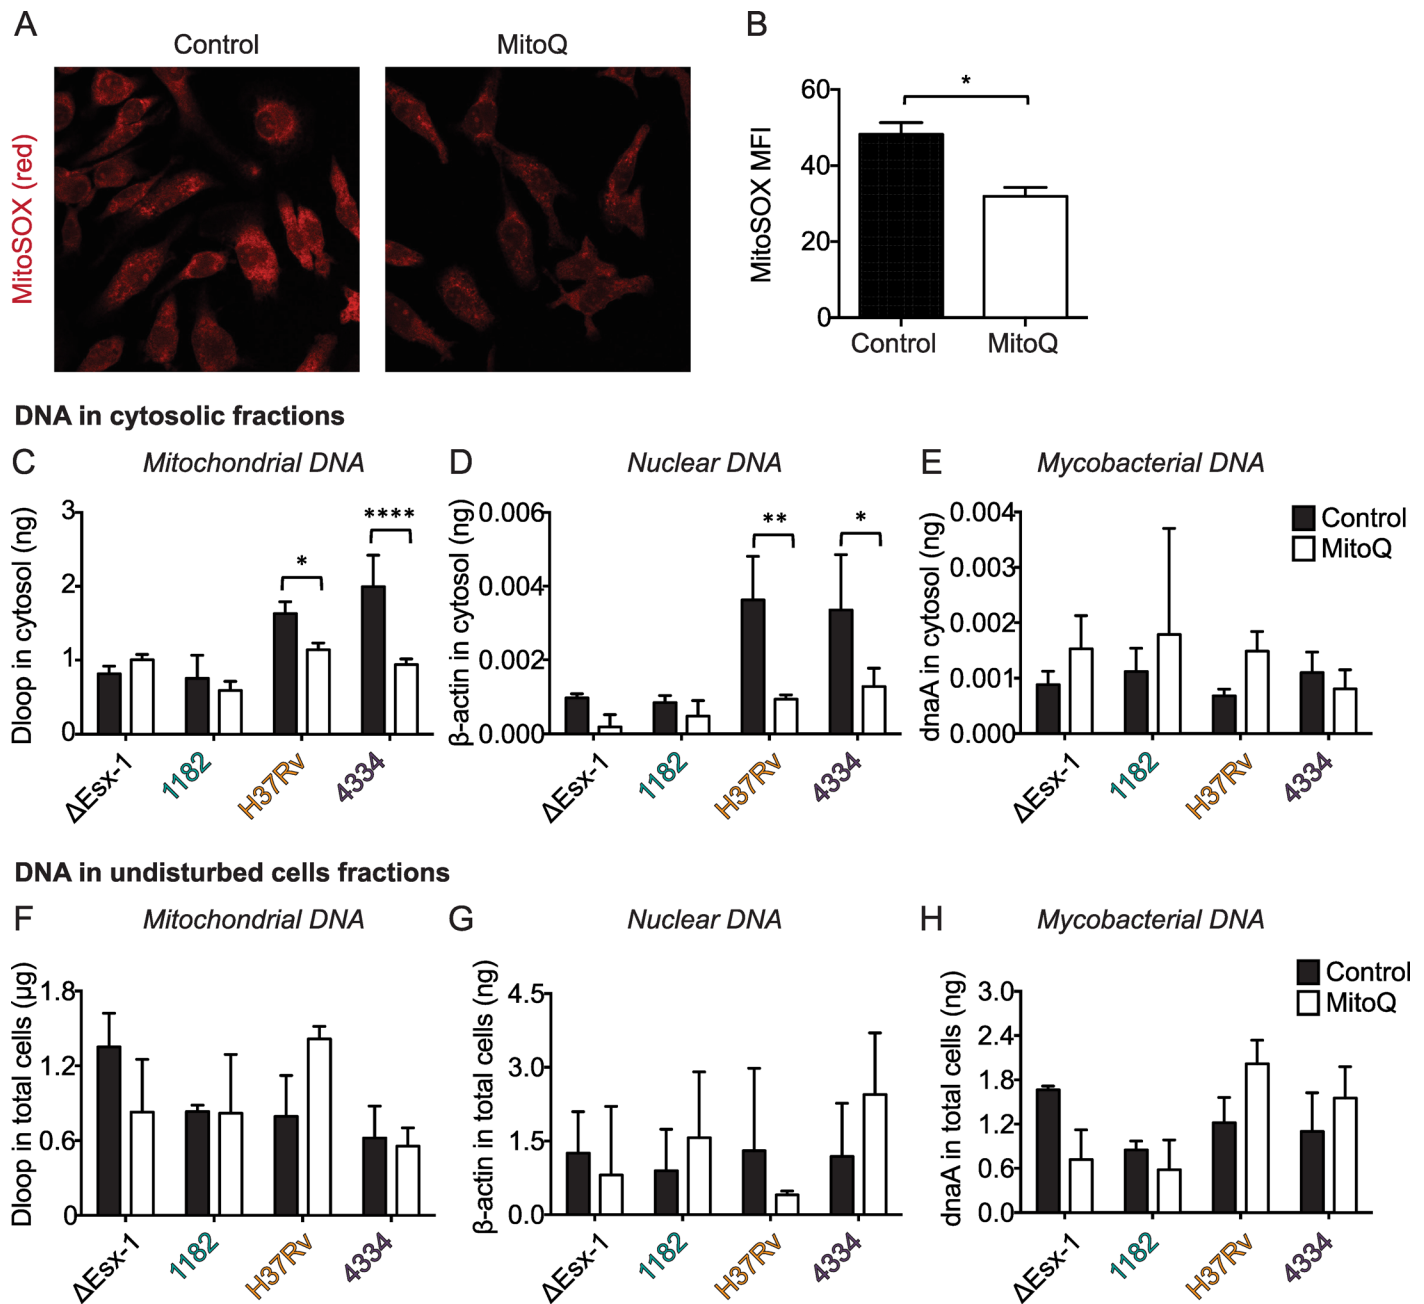 A
Control
MitoQ
MitoSOX (red)
B
*
MitoSOX MFI
60
40
20
0
Control
MitoQ
DNA in cytosolic fractions
C
Mitochondrial DNA
Dloop in cytosol (ng)
3
2
1
0
*
****
ΔEsx-1
1182
H37Rv
4334
D
Nuclear DNA
β-actin in cytosol (ng)
0.006
0.004
0.002
0.000
**
*
ΔEsx-1
1182
H37Rv
4334
E
Mycobacterial DNA
dnaA in cytosol (ng)
0.004
0.003
0.002
0.001
0.000
Control
MitoQ
ΔEsx-1
1182
H37Rv
4334
DNA in undisturbed cells fractions
F
Mitochondrial DNA
Dloop in total cells (µg)
1.8
1.2
0.6
0
ΔEsx-1
1182
H37Rv
4334
G
Nuclear DNA
β-actin in total cells (ng)
4.5
3.0
1.5
0.0
ΔEsx-1
1182
H37Rv
4334
H
Mycobacterial DNA
dnaA in total cells (ng)
3.0
2.4
1.8
1.2
0.6
0.0
Control
MitoQ
ΔEsx-1
1182
H37Rv
4334